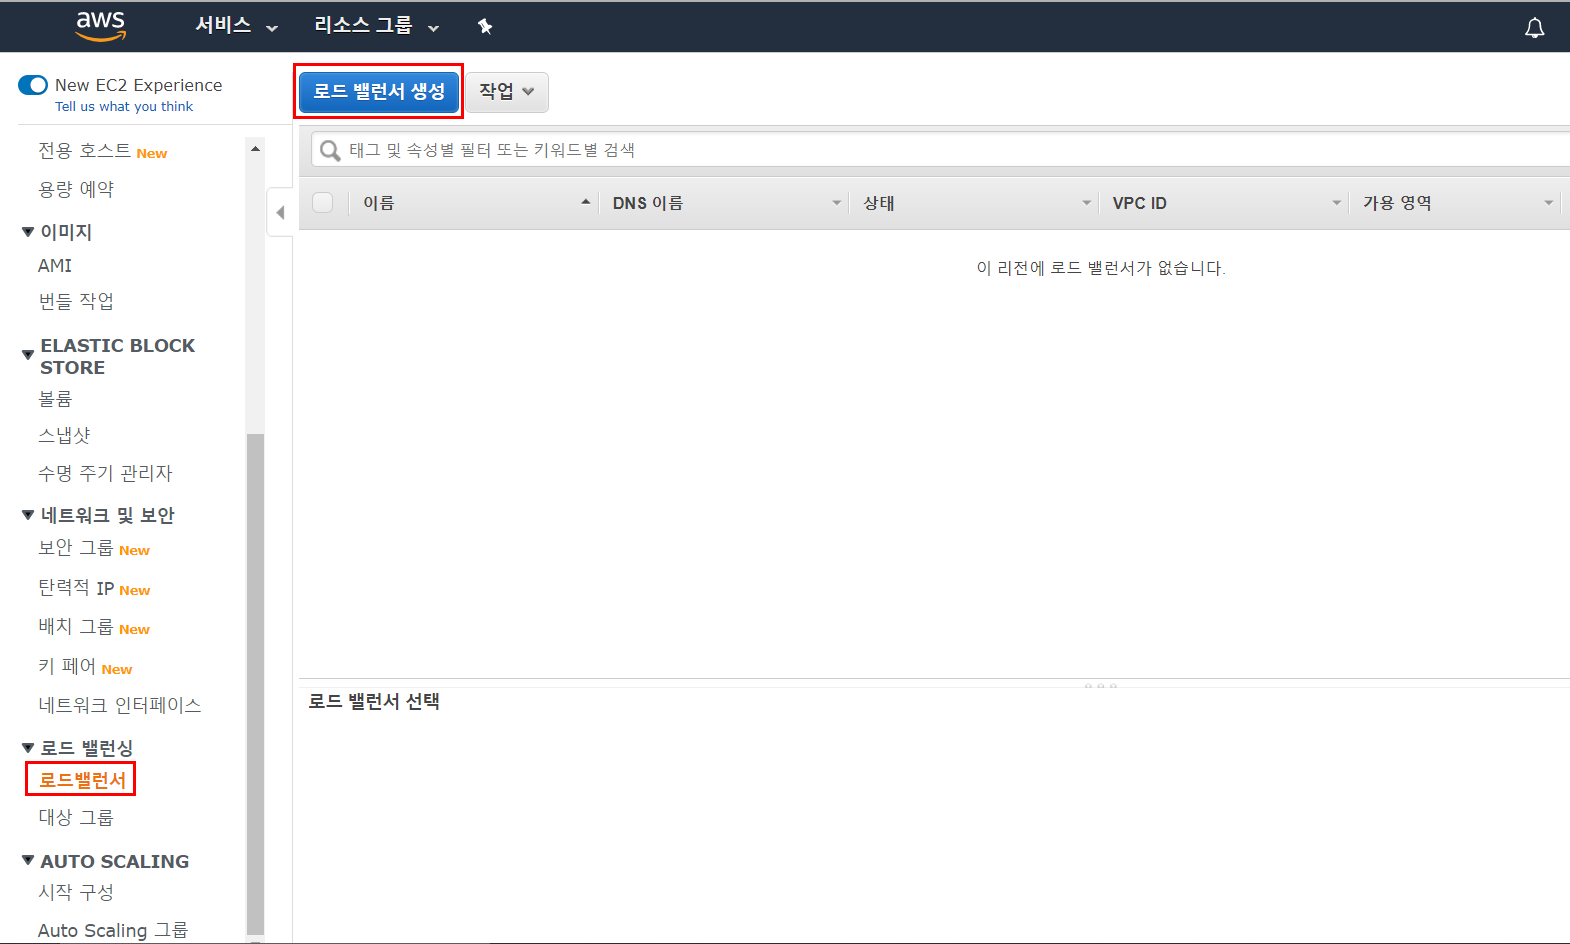 aws
서비스
리소스 그룹
New EC2 Experience
Tell us what you think
전용 호스트 New
용량 예약
이미지
AMI
번들 작업
ELASTIC BLOCK
STORE
볼륨
스냅샷
수명 주기 관리자
네트워크 및 보안
보안 그룹 New
탄력적 IP New
배치 그룹 New
키 페어 New
네트워크 인터페이스
로드 밸런싱
로드밸런서
대상 그룹
AUTO SCALING
시작 구성
Auto Scaling 그룹
로드 밸런서 생성
작업
태그 및 속성별 필터 또는 키워드별 검색
이름 DNS 이름 상태 VPC ID 가용 영역
이 리전에 로드 밸런서가 없습니다.
로드 밸런서 선택